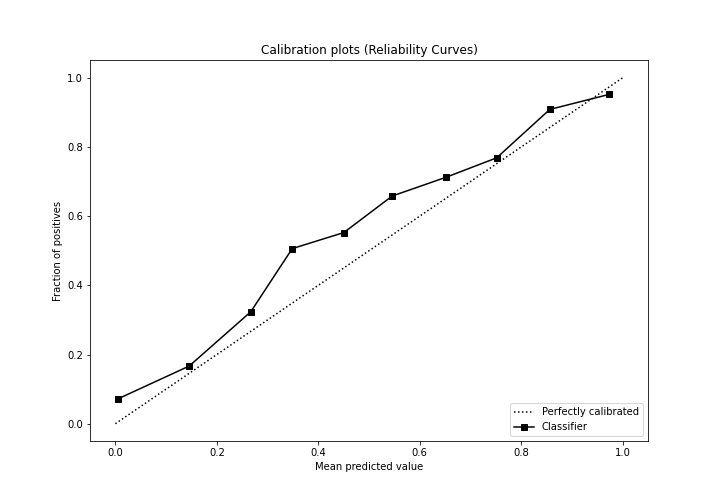 Calibration plots (Reliability Curves)
Fraction of positives
1.0
0.8
0.6
0.4
0.2
0.0
0.0 0.2 0.4 0.6 0.8 1.0
Mean predicted value
Perfectly calibrated
Classifier